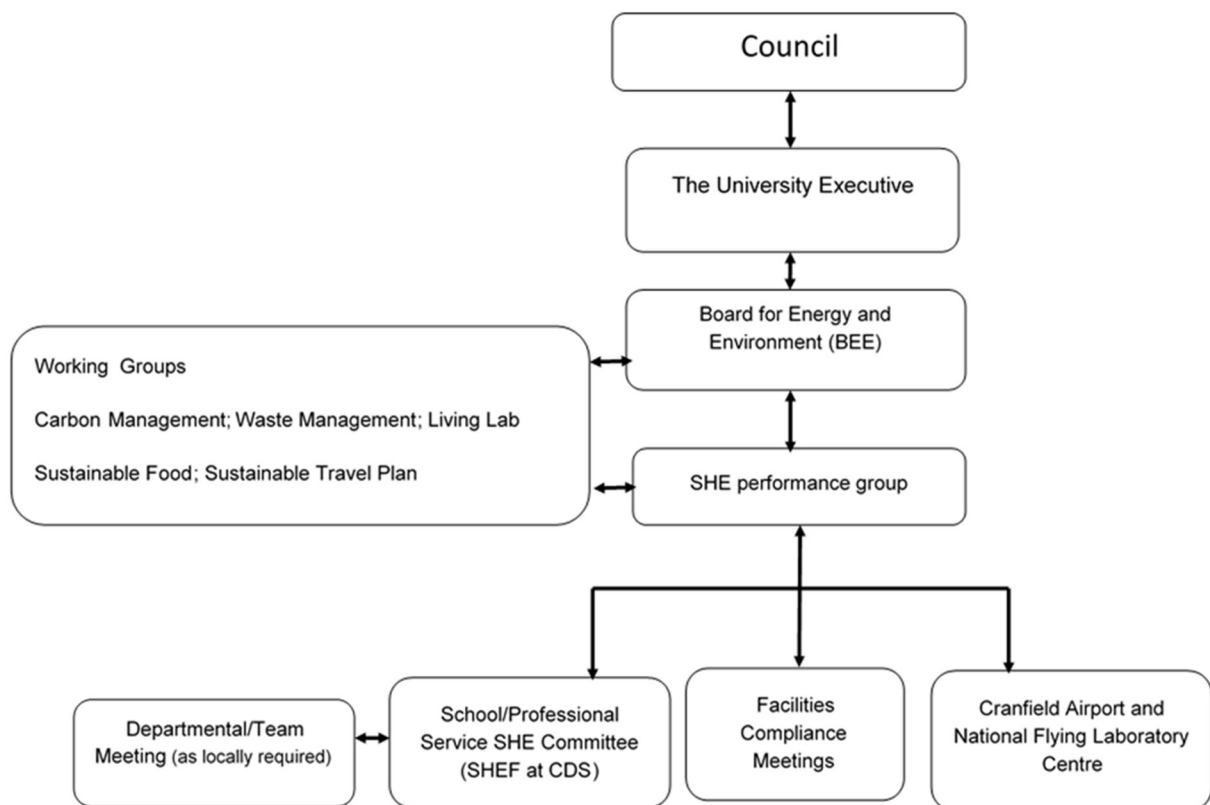 Council
The University Executive
Board for Energy and
Environment (BEE)
Working Groups
Carbon Management; Waste Management; Living Lab
Sustainable Food; Sustainable Travel Plan
SHE performance group
Departmental/Team
Meeting (as locally required)
School/Professional
Service SHE Committee
(SHEF at CDS)
Facilities
Compliance
Meetings
Cranfield Airport and
National Flying Laboratory
Centre